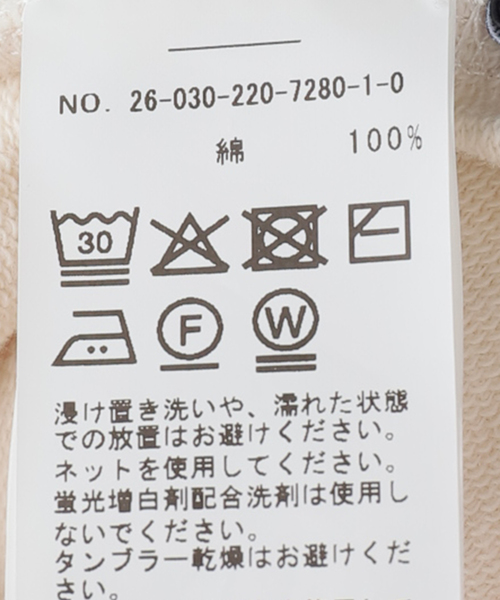 NO. 26-030-220-7280-1-0
綿 100%
30
F W
浸け置き洗いや、濡れた状態
での放置はお避けください。
ネットを使用してください。
蛍光増白剤配合洗剤は使用し
ないでください。
タンブラー乾燥はお避けくだ
さい。